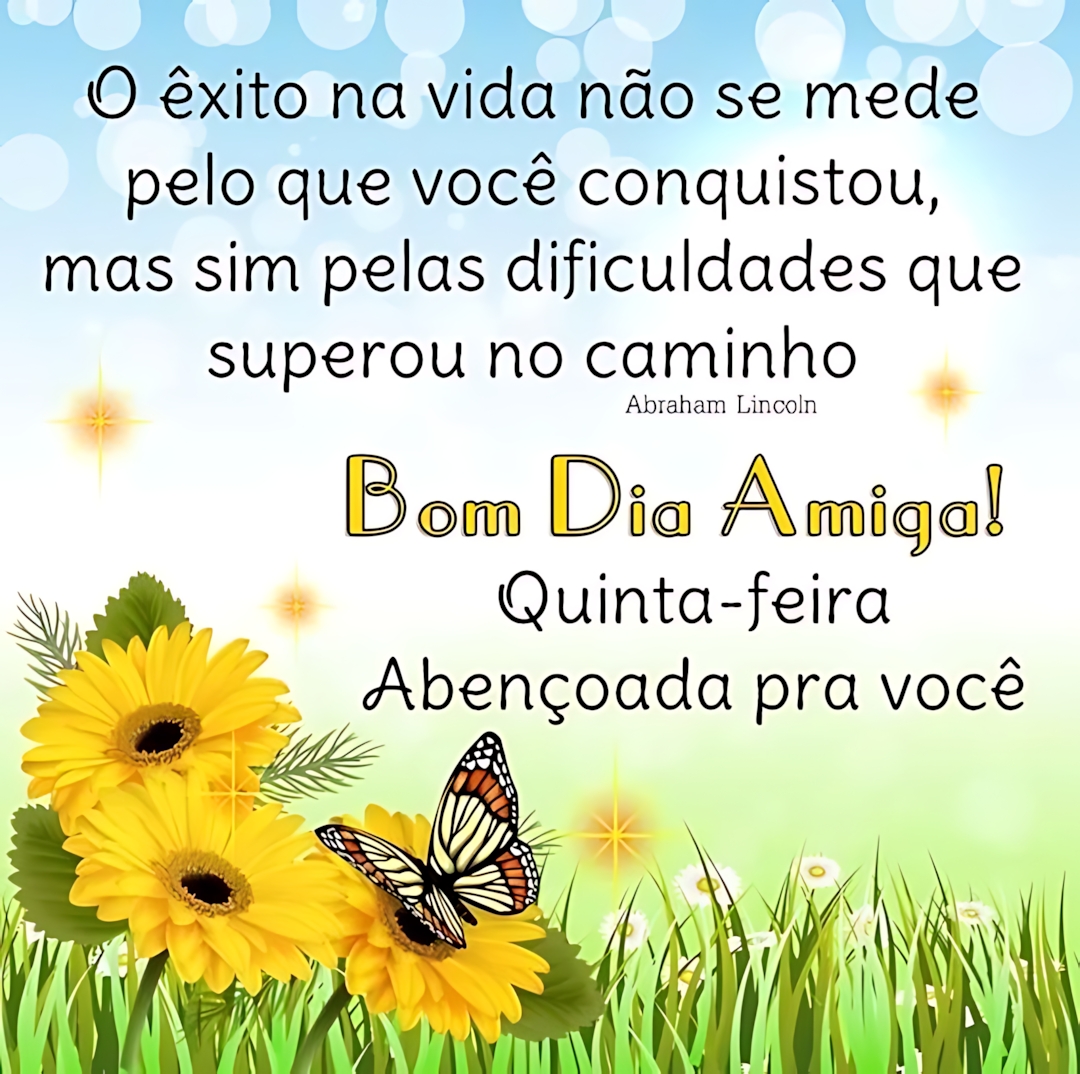 O êxito na vida não se mede
pelo que você conquistou,
mas sim pelas dificuldades que
superou no caminho
Abraham Lincoln
Bom Dia Amiga!
Quinta-feira
Abençoada pra você